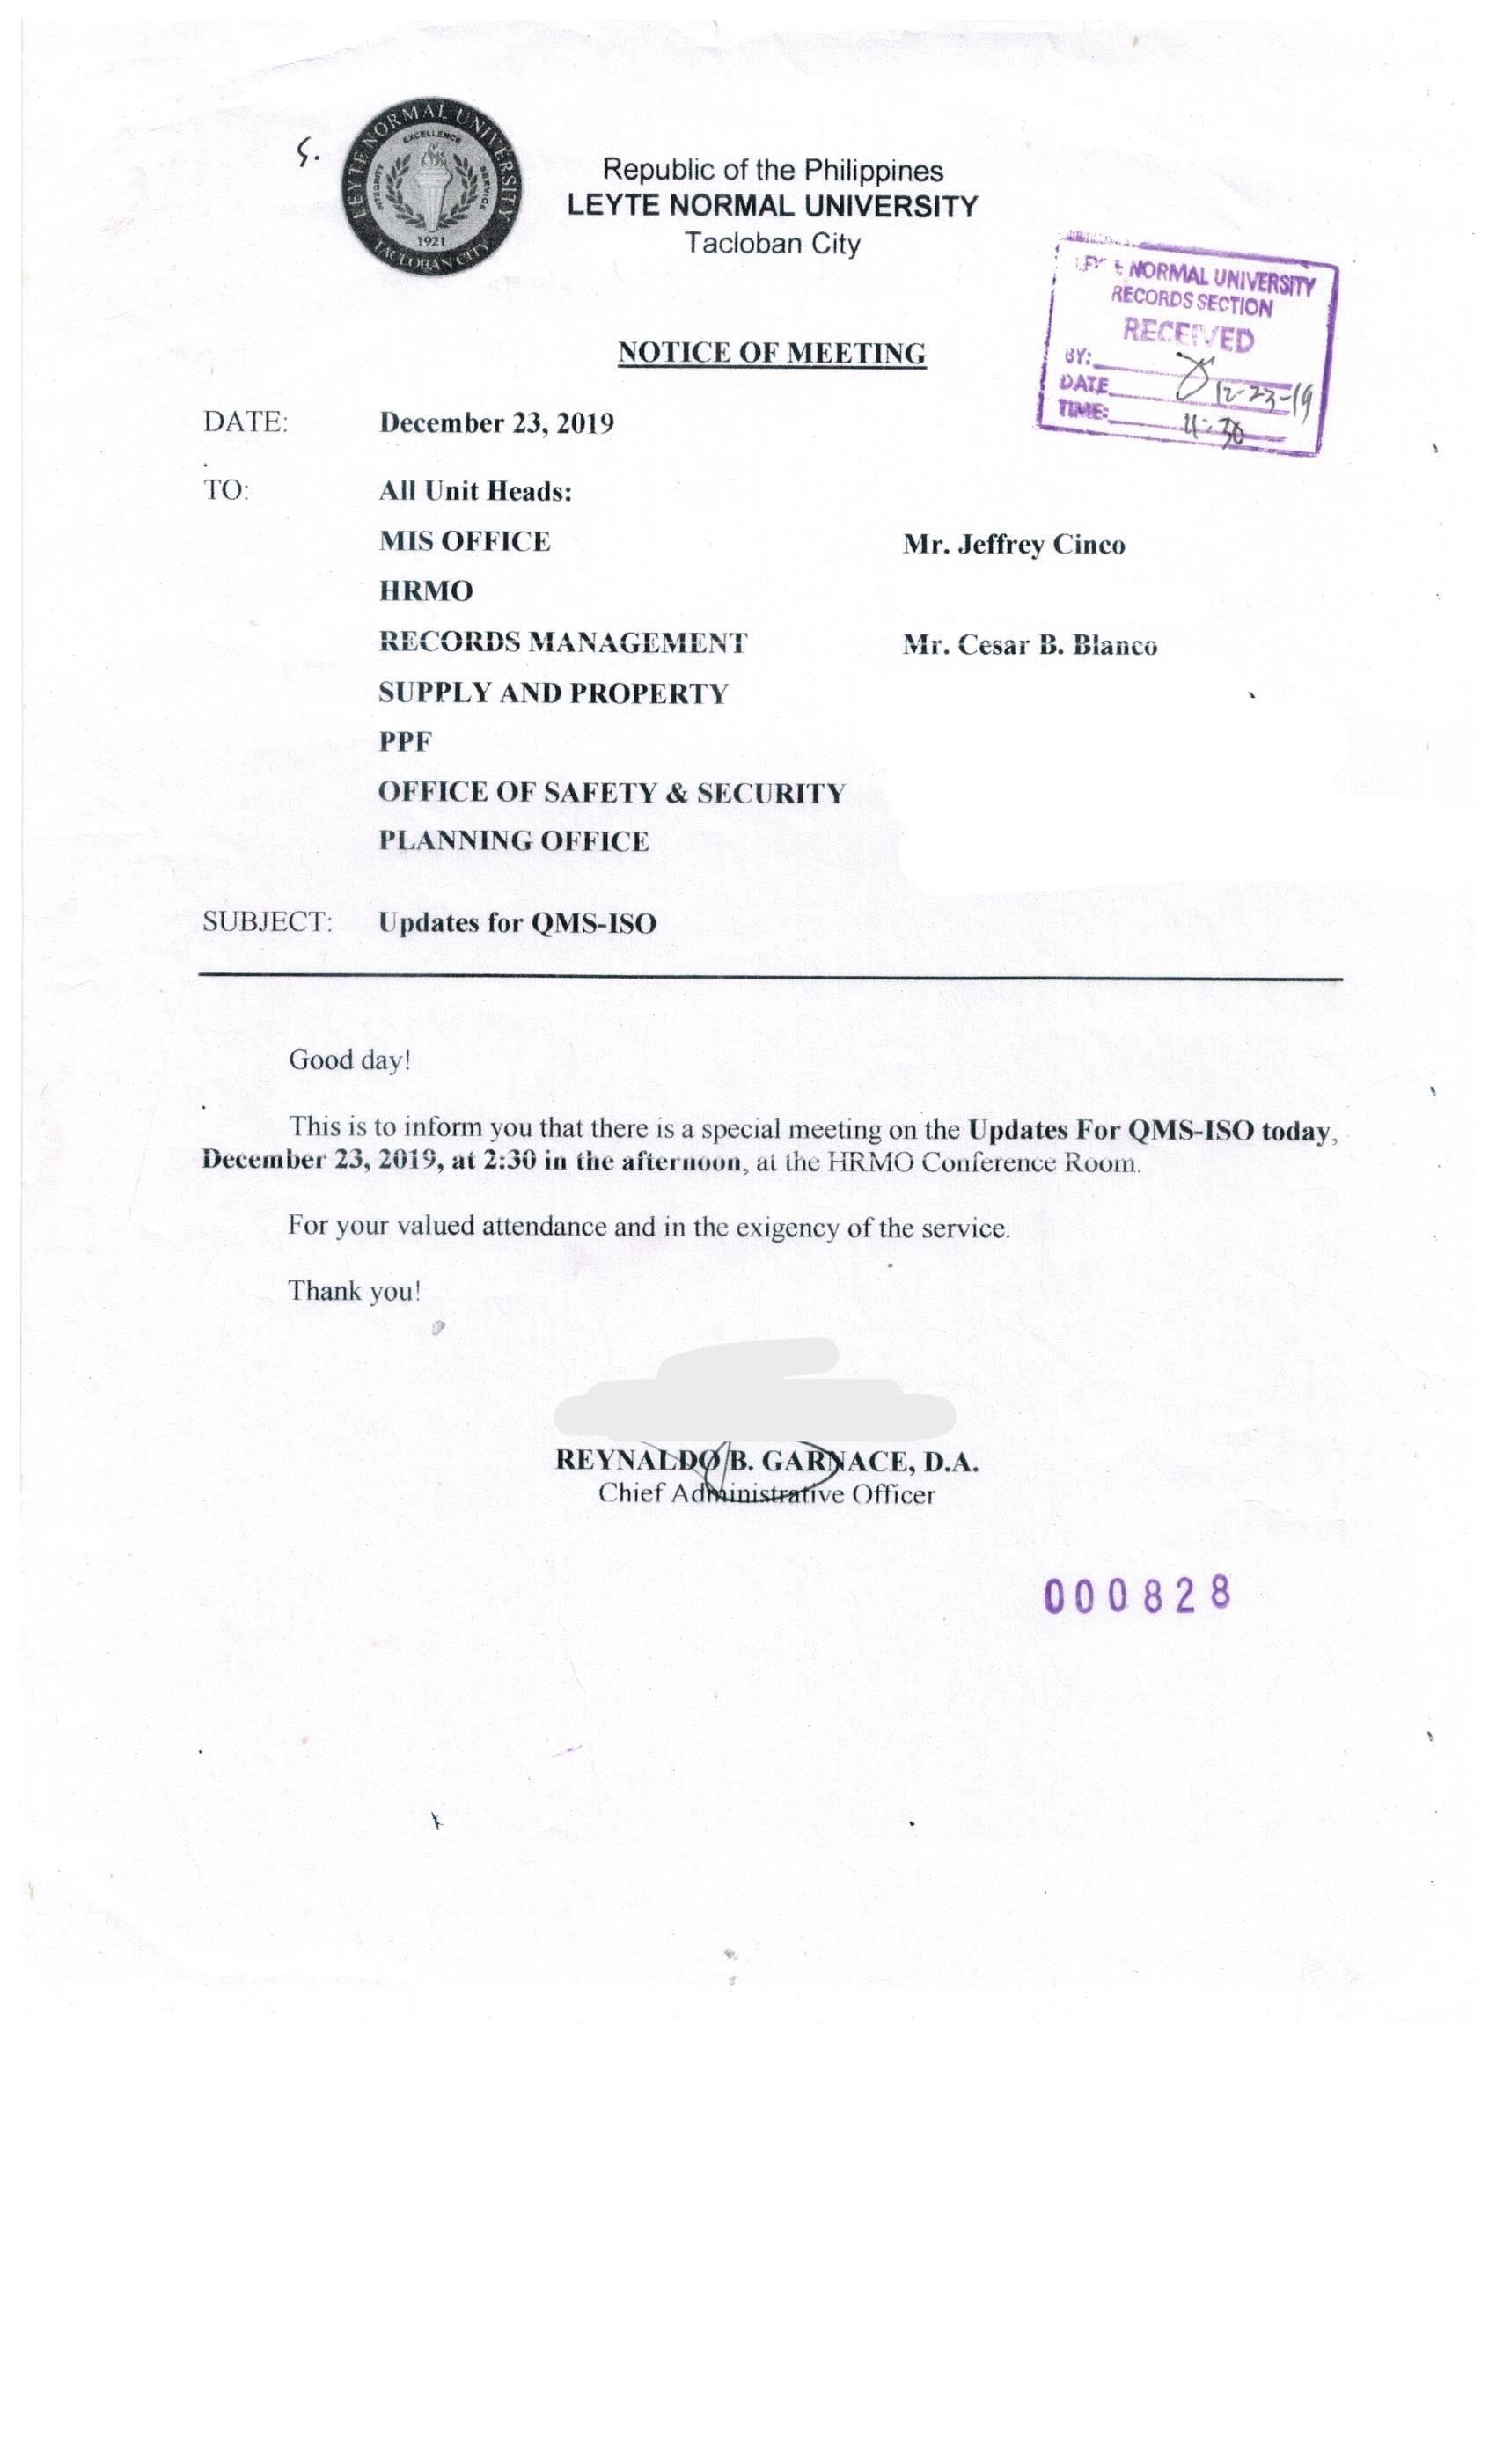 LEYTE NORMAL UNIVERSITY
EXCELLENCE
INTEGRITY
SERVICE
1921
TACLOBAN CITY
Republic of the Philippines
LEYTE NORMAL UNIVERSITY
Tacloban City
NORMAL UNIVERSITY
RECORDS SECTION
RECEIVED
BY:
DATE 12-23-19
TIME: 11:30
NOTICE OF MEETING
DATE: December 23, 2019
TO: All Unit Heads:
MIS OFFICE Mr. Jeffrey Cinco
HRMO
RECORDS MANAGEMENT Mr. Cesar B. Blanco
SUPPLY AND PROPERTY
PPF
OFFICE OF SAFETY & SECURITY
PLANNING OFFICE
SUBJECT: Updates for QMS-ISO
Good day!
This is to inform you that there is a special meeting on the Updates For QMS-ISO today,
December 23, 2019, at 2:30 in the afternoon, at the HRMO Conference Room.
For your valued attendance and in the exigency of the service.
Thank you!
REYNALDO B. GARNACE, D.A.
Chief Administrative Officer
000828